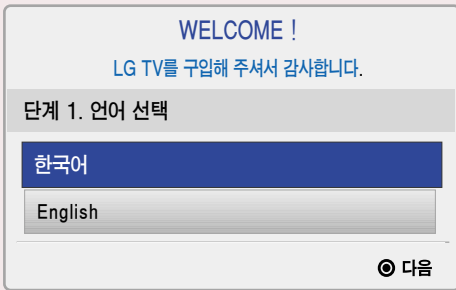 WELCOME !
LG TV를 구입해 주셔서 감사합니다.
단계 1. 언어 선택
한국어
English
◉ 다음